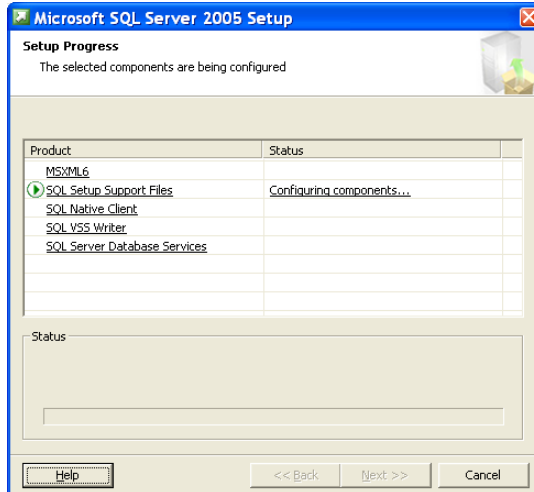 Microsoft SQL Server 2005 Setup
Setup Progress
The selected components are being configured
Product Status
MSXML6
SQL Setup Support Files Configuring components...
SQL Native Client
SQL VSS Writer
SQL Server Database Services
Status
Help << Back Next >> Cancel